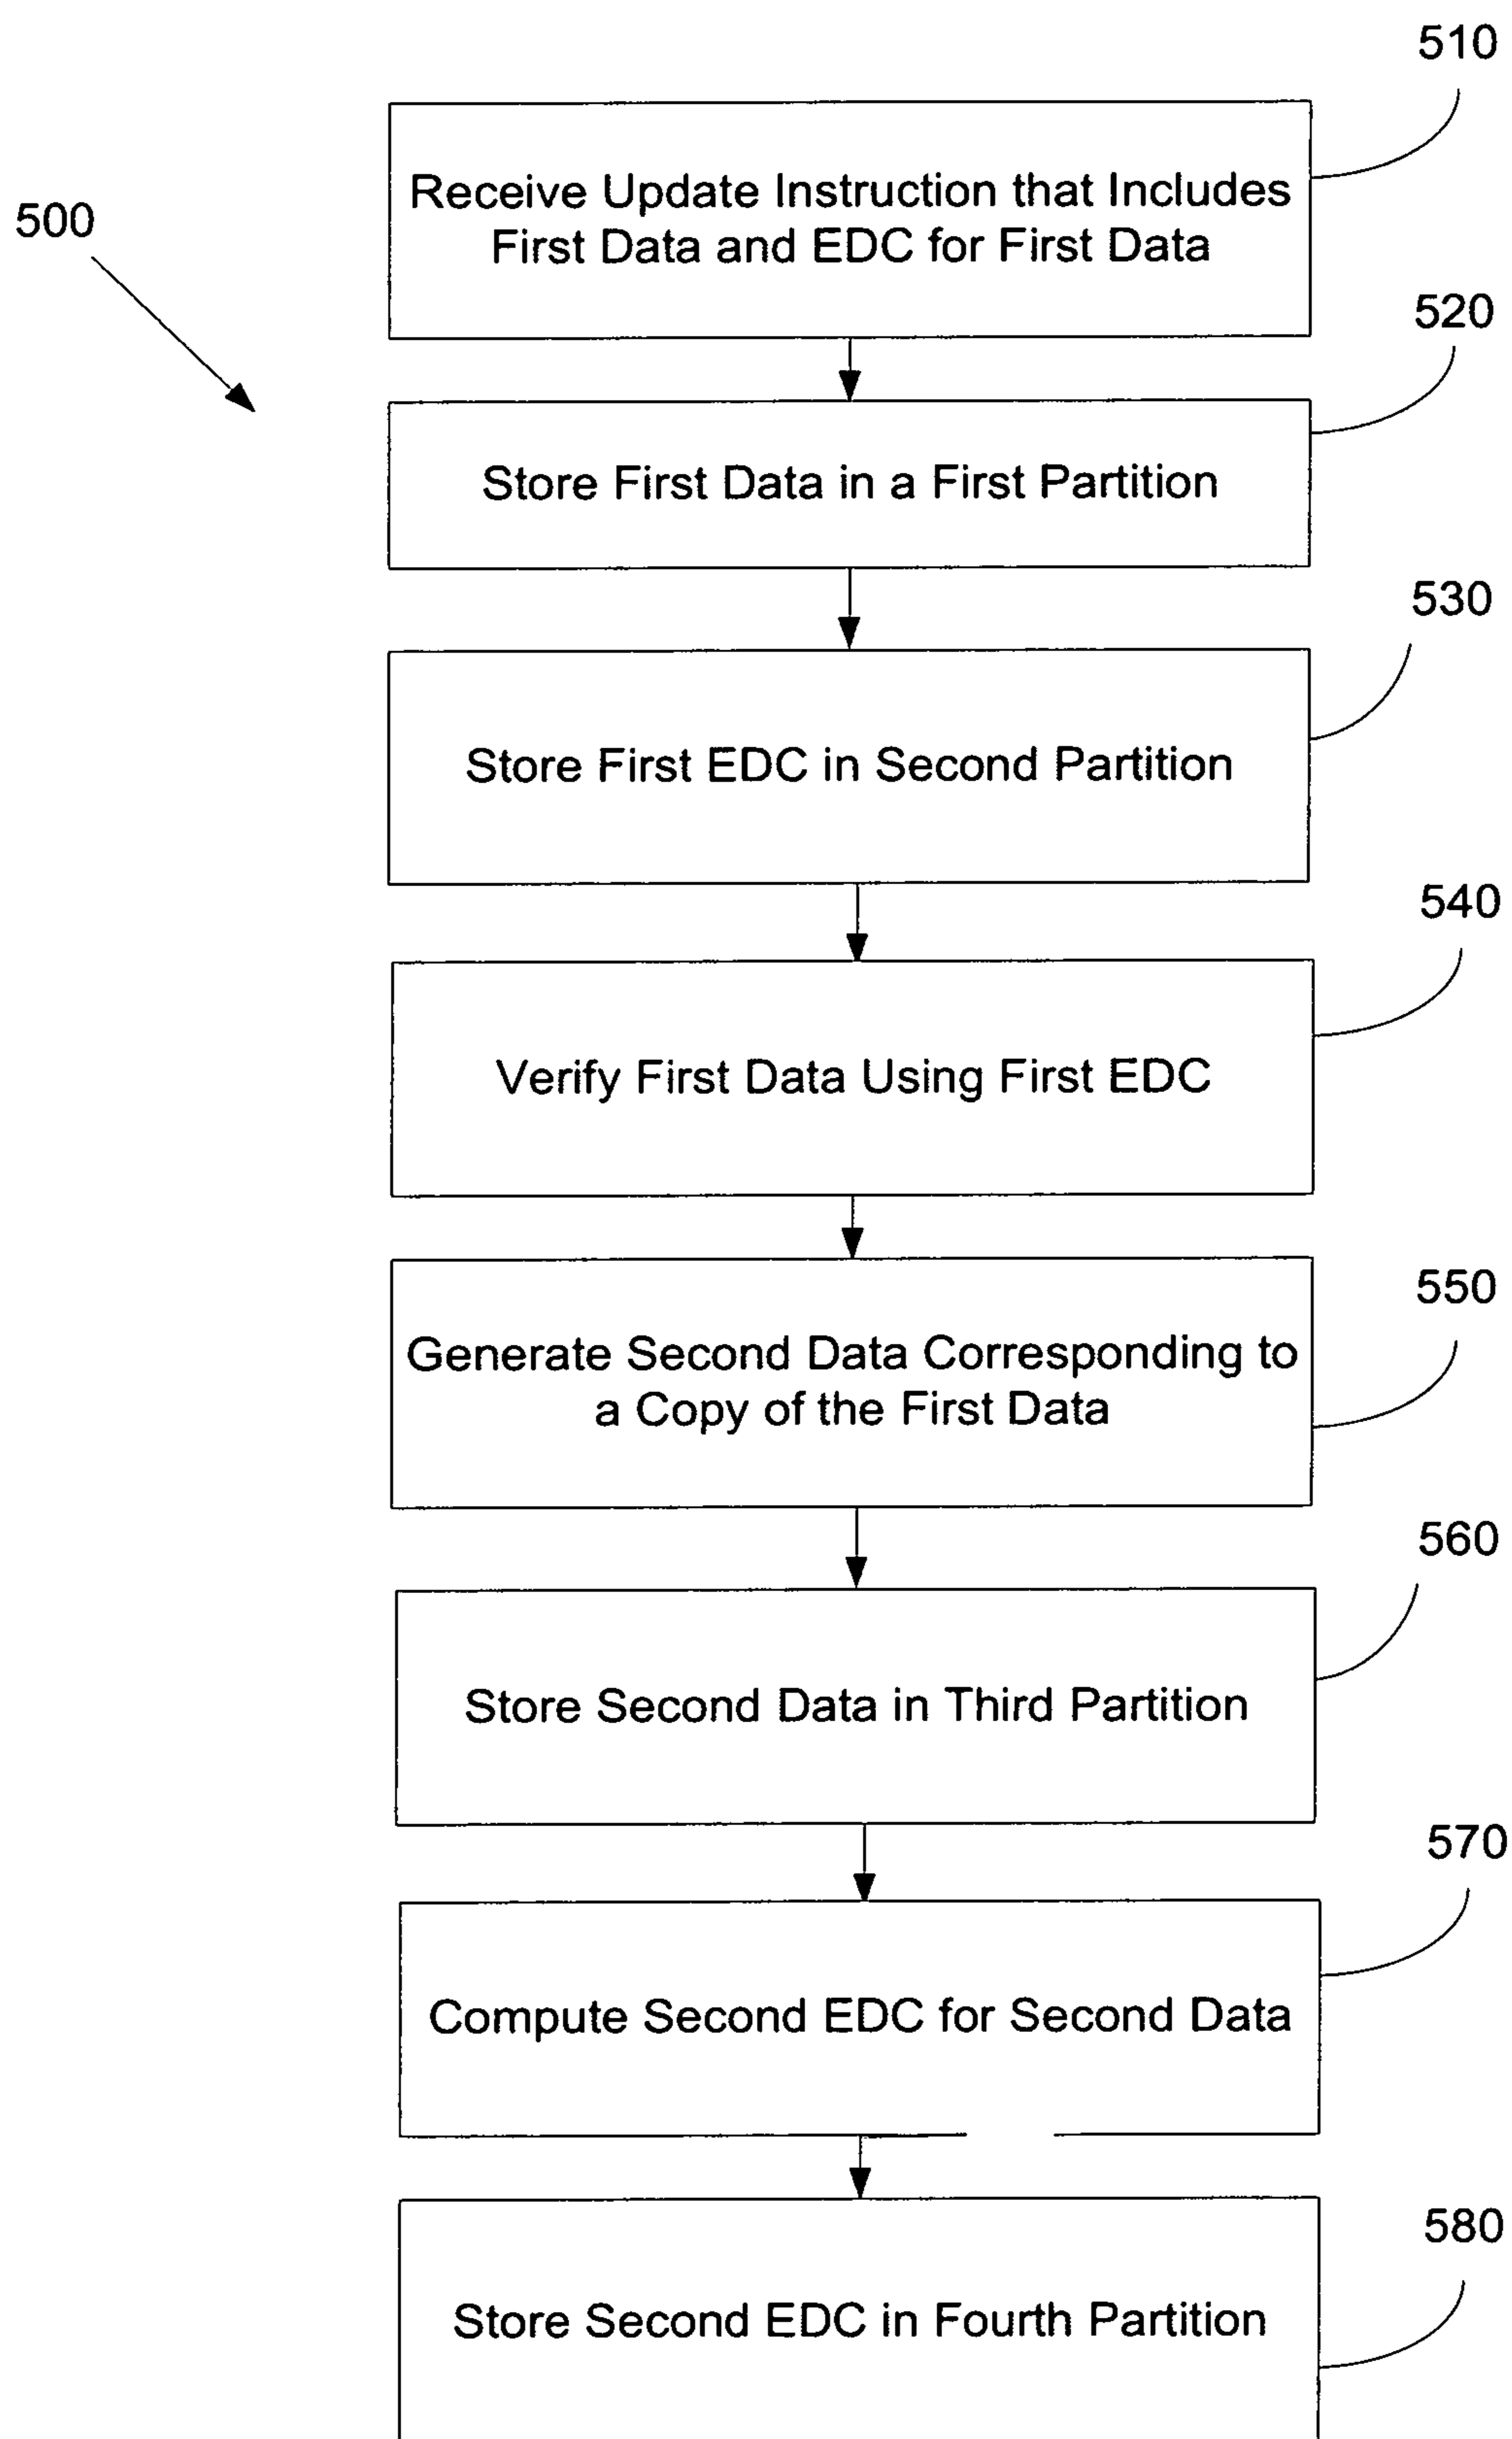 510
Receive Update Instruction that Includes
First Data and EDC for First Data
500
520
Store First Data in a First Partition
530
Store First EDC in Second Partition
540
Verify First Data Using First EDC
550
Generate Second Data Corresponding to
a Copy of the First Data
560
Store Second Data in Third Partition
570
Compute Second EDC for Second Data
580
Store Second EDC in Fourth Partition